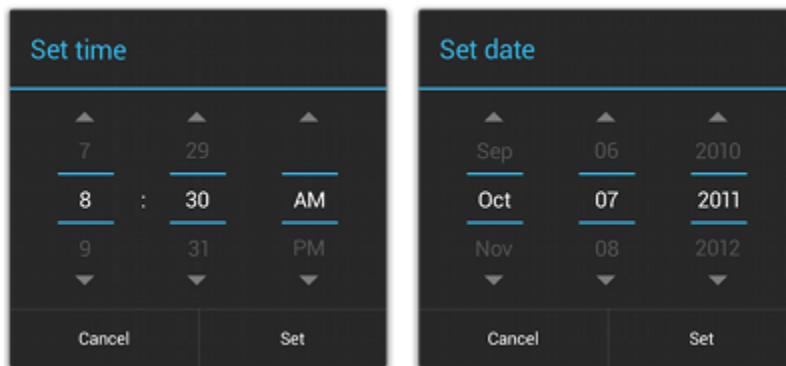 Set time
7 29
8 : 30 AM
9 31 PM
Cancel Set
Set date
Sep 06 2010
Oct 07 2011
Nov 08 2012
Cancel Set